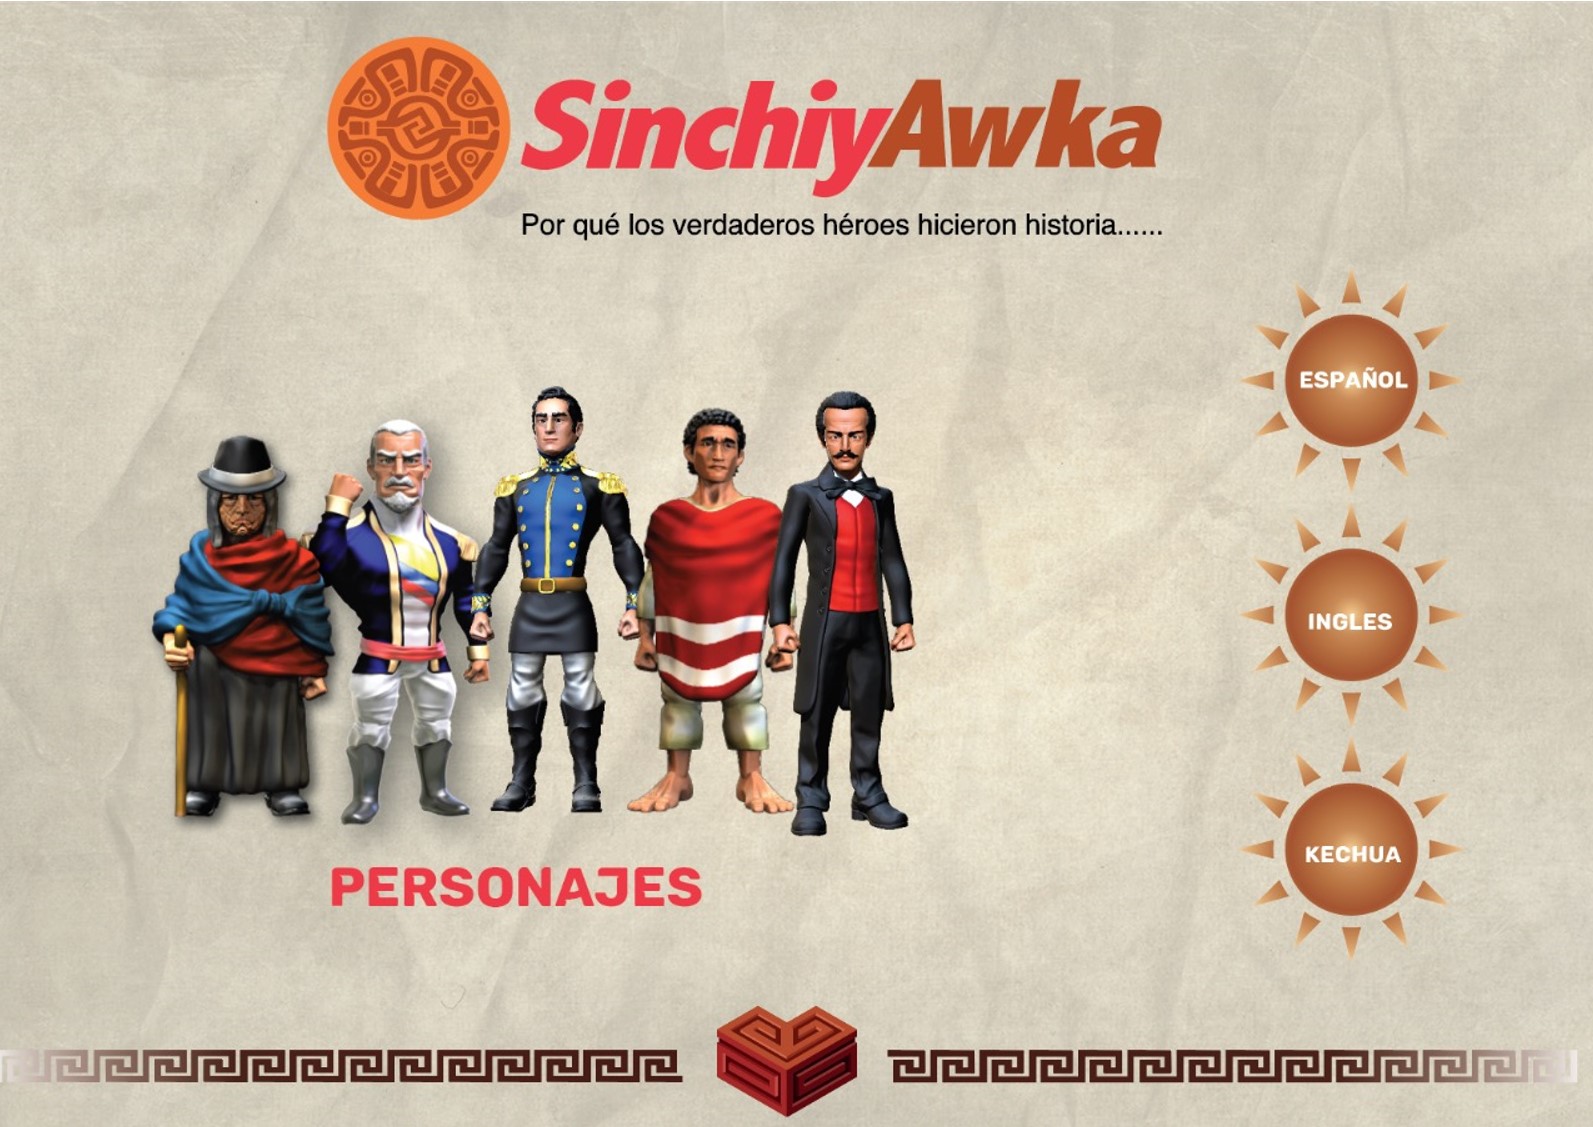 SinchiyAwka
Por qué los verdaderos héroes hicieron historia......
ESPAÑOL
INGLES
KECHUA
PERSONAJES